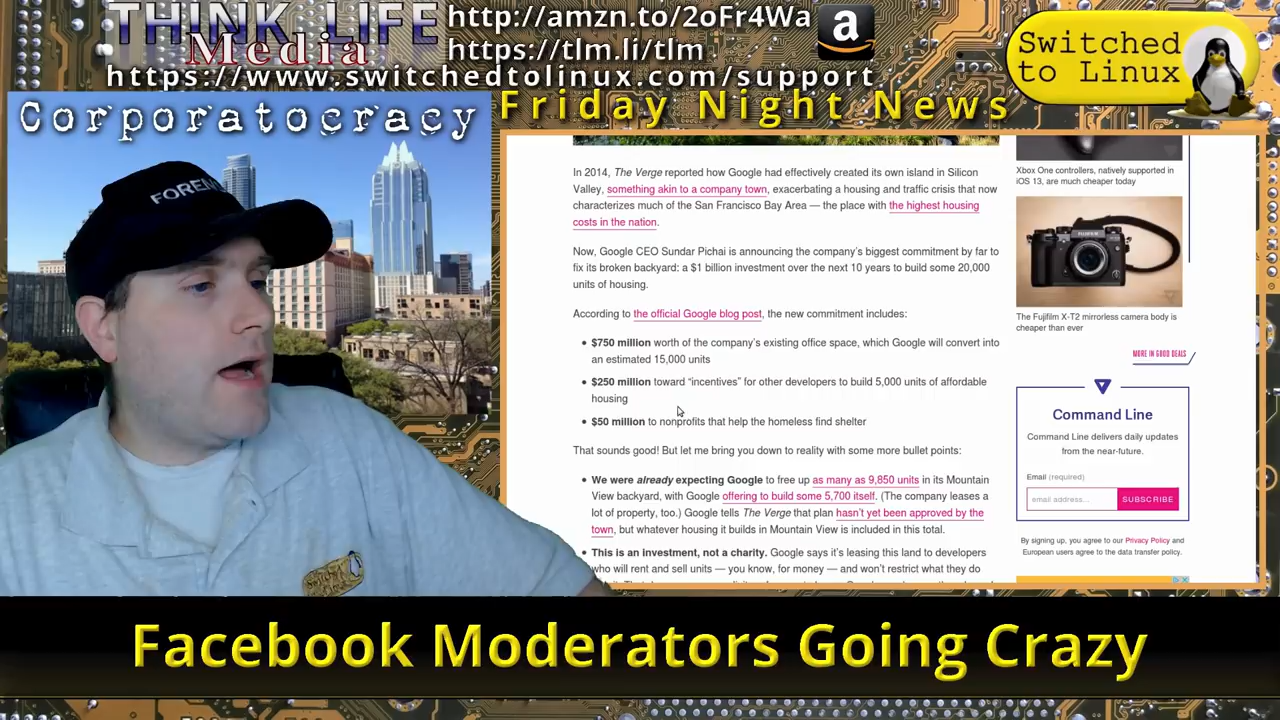 THINK LIFE
Media
http://amzn.to/2oFr4Wa
https://tlm.li/tlm
https://www.switchedtolinux.com/support
a
Switched
to Linux
Corporatocracy
Friday Night News
FOREN
In 2014, The Verge reported how Google had effectively created its own island in Silicon
Valley, something akin to a company town, exacerbating a housing and traffic crisis that now
characterizes much of the San Francisco Bay Area — the place with the highest housing
costs in the nation.
Now, Google CEO Sundar Pichai is announcing the company's biggest commitment by far to
fix its broken backyard: a $1 billion investment over the next 10 years to build some 20,000
units of housing.
According to the official Google blog post, the new commitment includes:
• $750 million worth of the company's existing office space, which Google will convert into
an estimated 15,000 units
• $250 million toward “incentives” for other developers to build 5,000 units of affordable
housing
• $50 million to nonprofits that help the homeless find shelter
That sounds good! But let me bring you down to reality with some more bullet points:
• We were already expecting Google to free up as many as 9,850 units in its Mountain
View backyard, with Google offering to build some 5,700 itself. (The company leases a
lot of property, too.) Google tells The Verge that plan hasn't yet been approved by the
town, but whatever housing it builds in Mountain View is included in this total.
• This is an investment, not a charity. Google says it's leasing this land to developers
who will rent and sell units — you know, for money — and won't restrict what they do
Xbox One controllers, natively supported in
iOS 13, are much cheaper today
FUJIFILM
The Fujifilm X-T2 mirrorless camera body is
cheaper than ever
MORE IN GOOD DEALS
Command Line
Command Line delivers daily updates
from the near-future.
Email (required)
email address...
SUBSCRIBE
By signing up, you agree to our Privacy Policy and
European users agree to the data transfer policy.
Facebook Moderators Going Crazy